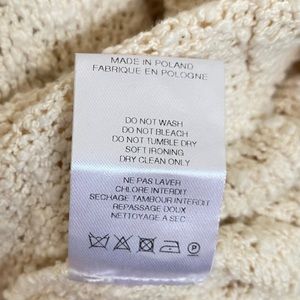 MADE IN POLAND
FABRIQUE EN POLOGNE
DO NOT WASH
DO NOT BLEACH
DO NOT TUMBLE DRY
SOFT IRONING
DRY CLEAN ONLY
NE PAS LAVER
CHLORE INTERDIT
SECHAGE TAMBOUR INTERDIT
REPASSAGE DOUX
NETTOYAGE A SEC
P